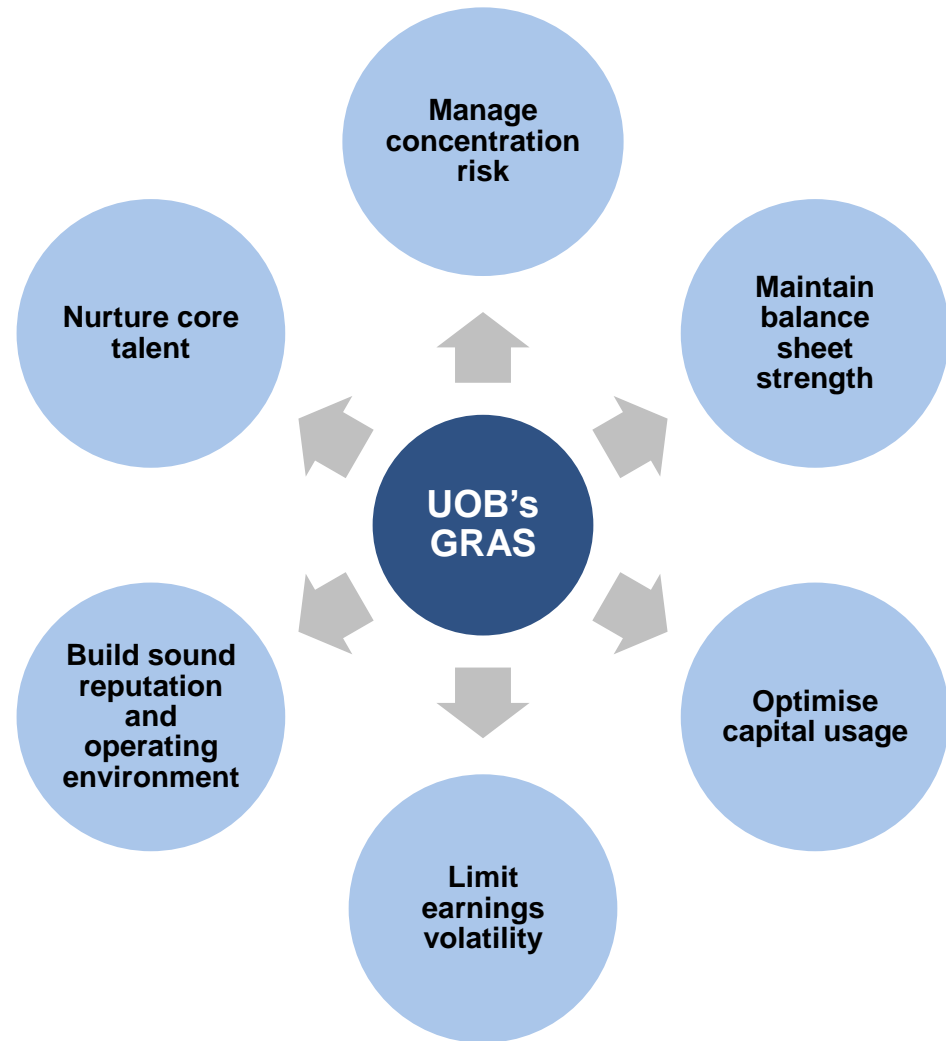 Manage
concentration
risk
Maintain
balance
sheet
strength
Optimise
capital usage
Limit
earnings
volatility
Build sound
reputation
and
operating
environment
Nurture core
talent
UOB’s
GRAS